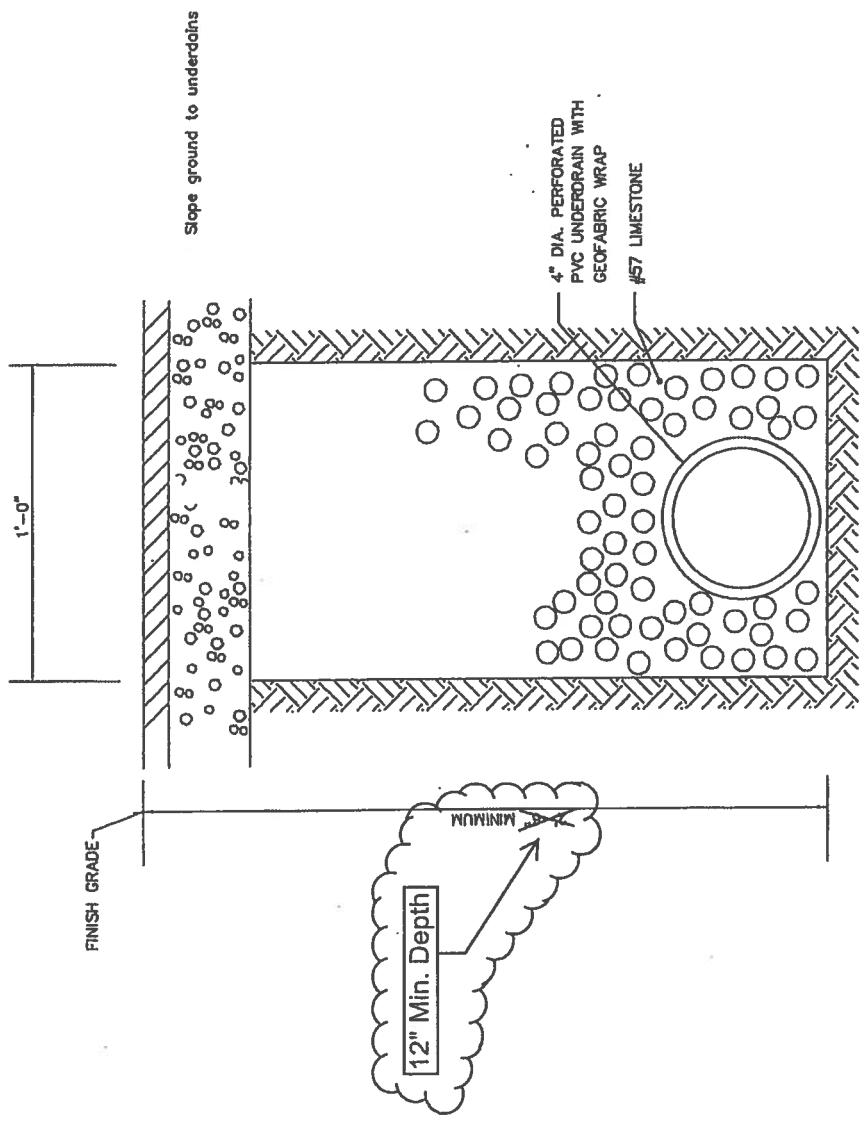 1'-0"
Slope ground to underdains
FINISH GRADE
MINIMUM
12" Min. Depth
4" DIA. PERFORATED
PVC UNDERDRAIN WITH
GEOFABRIC WRAP
#57 LIMESTONE